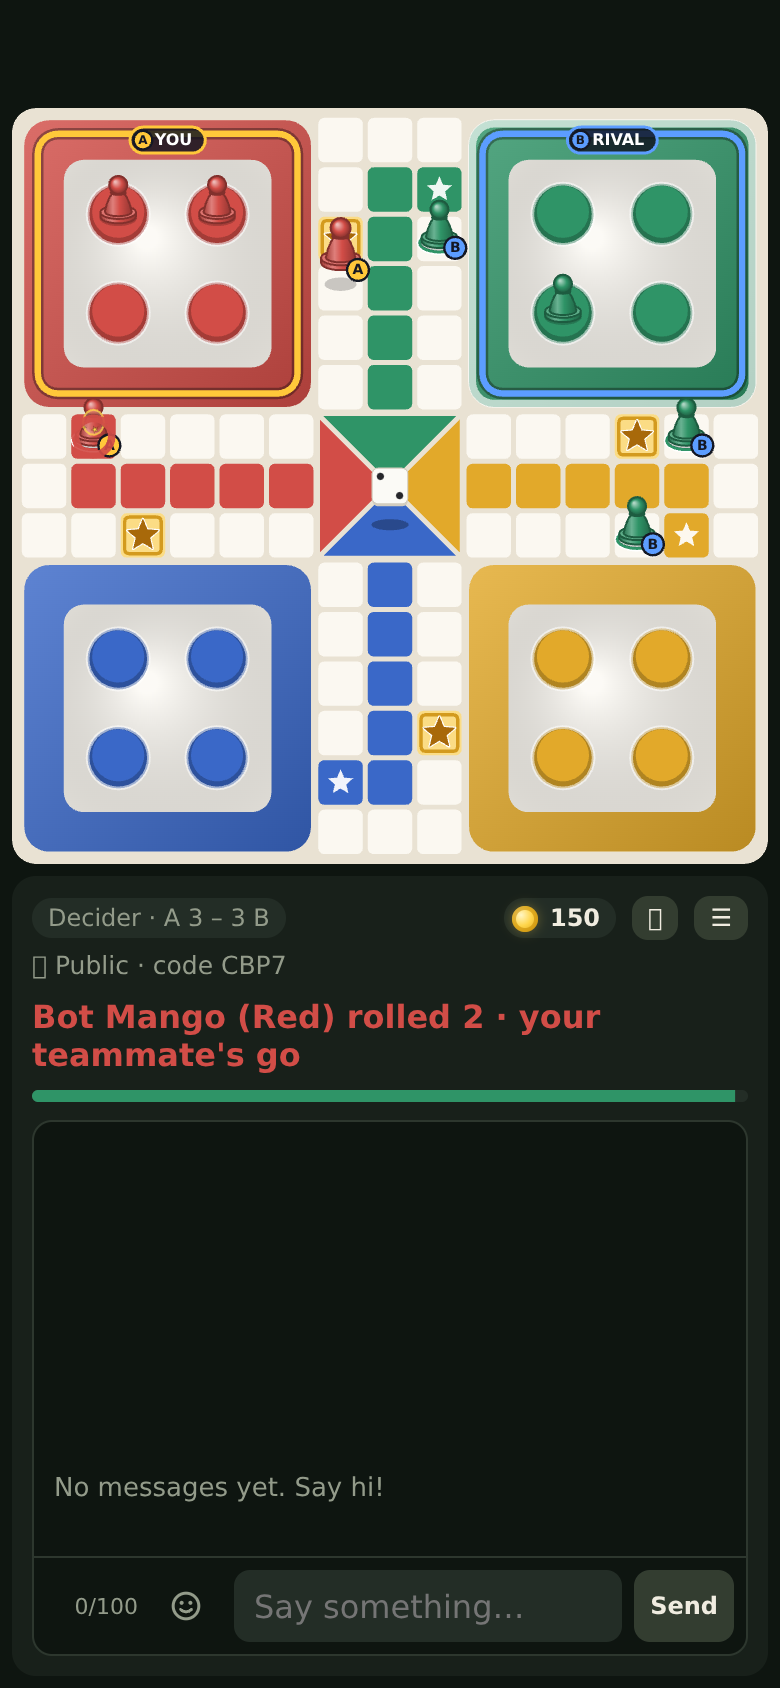 A YOU
B RIVAL
A
B
A
B
B
Decider · A 3 – 3 B
150
Public · code CBP7
Bot Mango (Red) rolled 2 · your
teammate's go
No messages yet. Say hi!
0/100
Say something...
Send